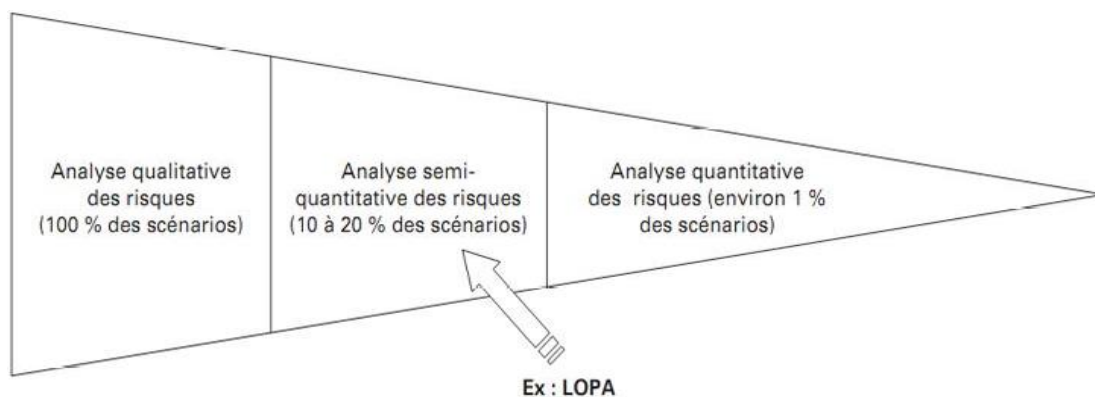 Analyse qualitative
des risques
(100 % des scénarios)
Analyse semi-
quantitative des risques
(10 à 20 % des scénarios)
Analyse quantitative
des risques (environ 1 %
des scénarios)
Ex : LOPA